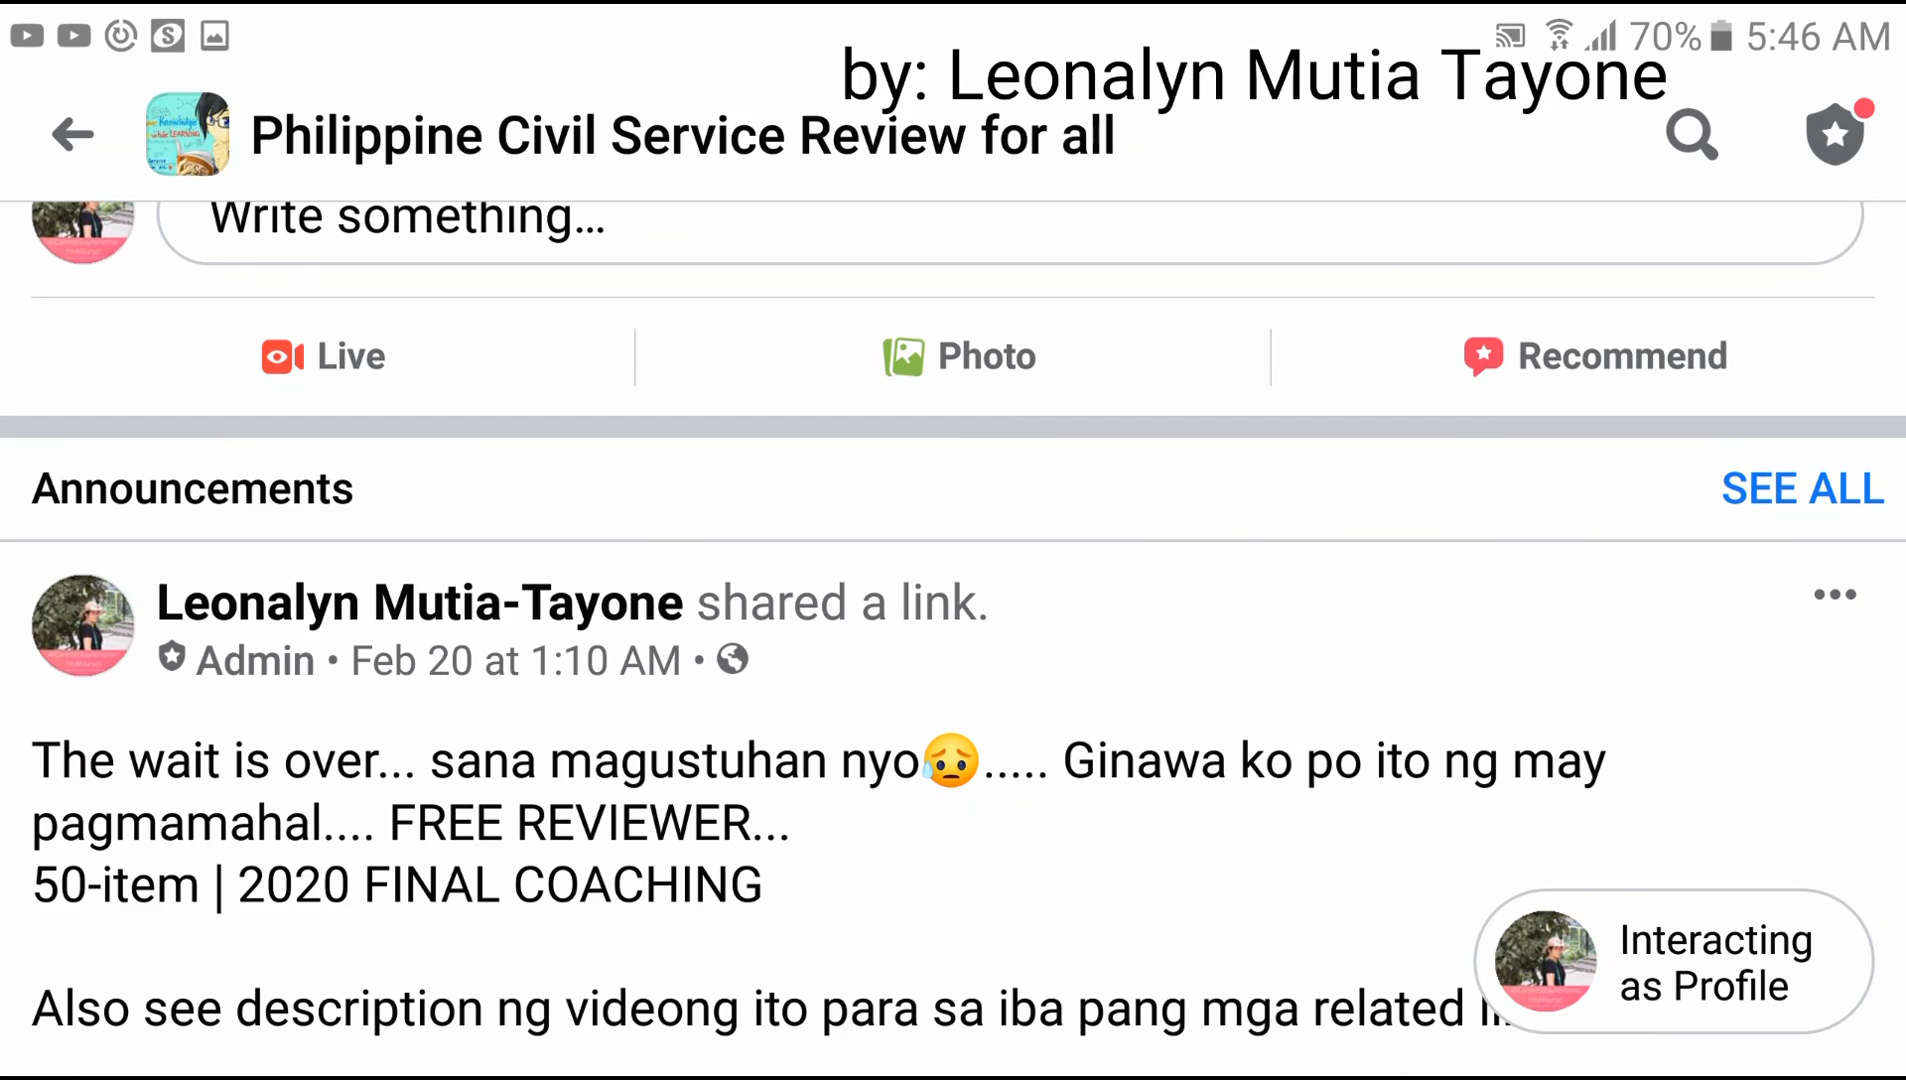 70% 5:46 AM
by: Leonalyn Mutia Tayone
Philippine Civil Service Review for all
Write something...
Live
Photo
Recommend
Announcements
SEE ALL
Leonalyn Mutia-Tayone shared a link.
Admin • Feb 20 at 1:10 AM •
The wait is over... sana magustuhan nyo😥..... Ginawa ko po ito ng may
pagmamahal.... FREE REVIEWER...
50-item | 2020 FINAL COACHING
Also see description ng videong ito para sa iba pang mga related
Interacting
as Profile